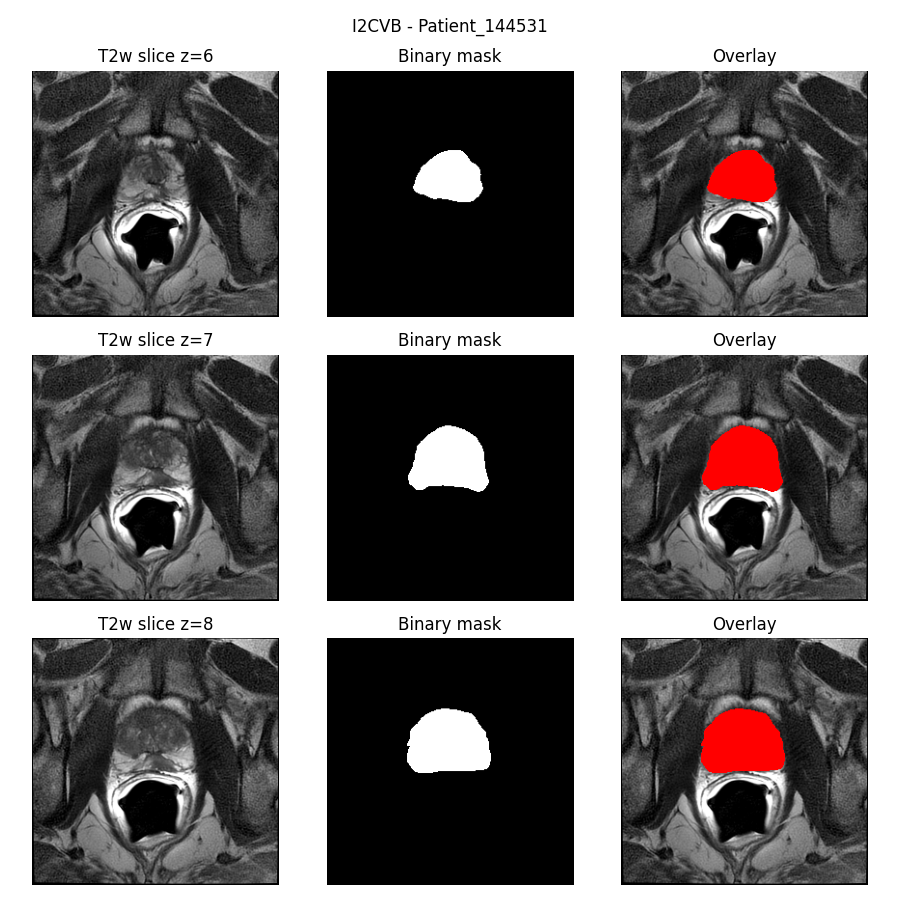 I2CVB - Patient_144531
T2w slice z=6 Binary mask Overlay
T2w slice z=7 Binary mask Overlay
T2w slice z=8 Binary mask Overlay